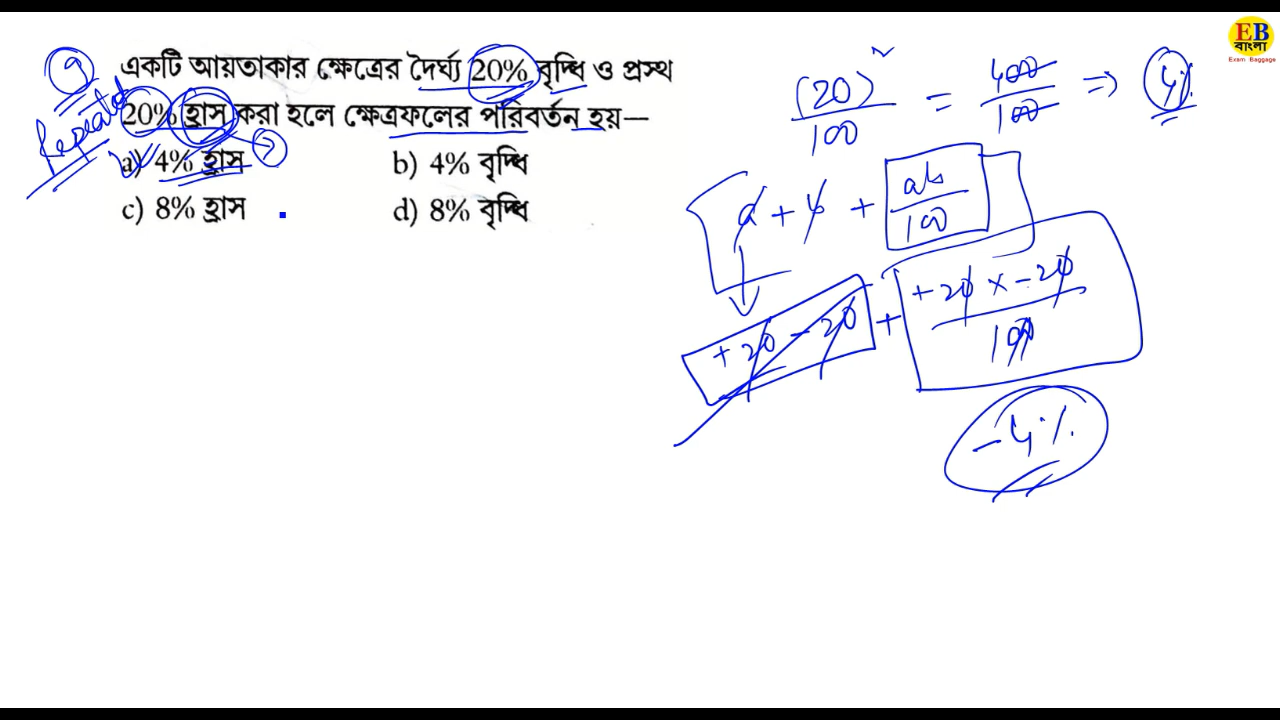 EB
বাংলা
Exam Baggage
9
Repeated
একটি আয়তাকার ক্ষেত্রের দৈর্ঘ্য 20% বৃদ্ধি ও প্রস্থ
20% হ্রাস করা হলে ক্ষেত্রফলের পরিবর্তন হয়—
a) 4% হ্রাস b) 4% বৃদ্ধি
c) 8% হ্রাস d) 8% বৃদ্ধি
(20)²/100 = 400/100 ⇒ 4%
a + b + ab/100
+20 - 20 + +20 × -20/100
-4%